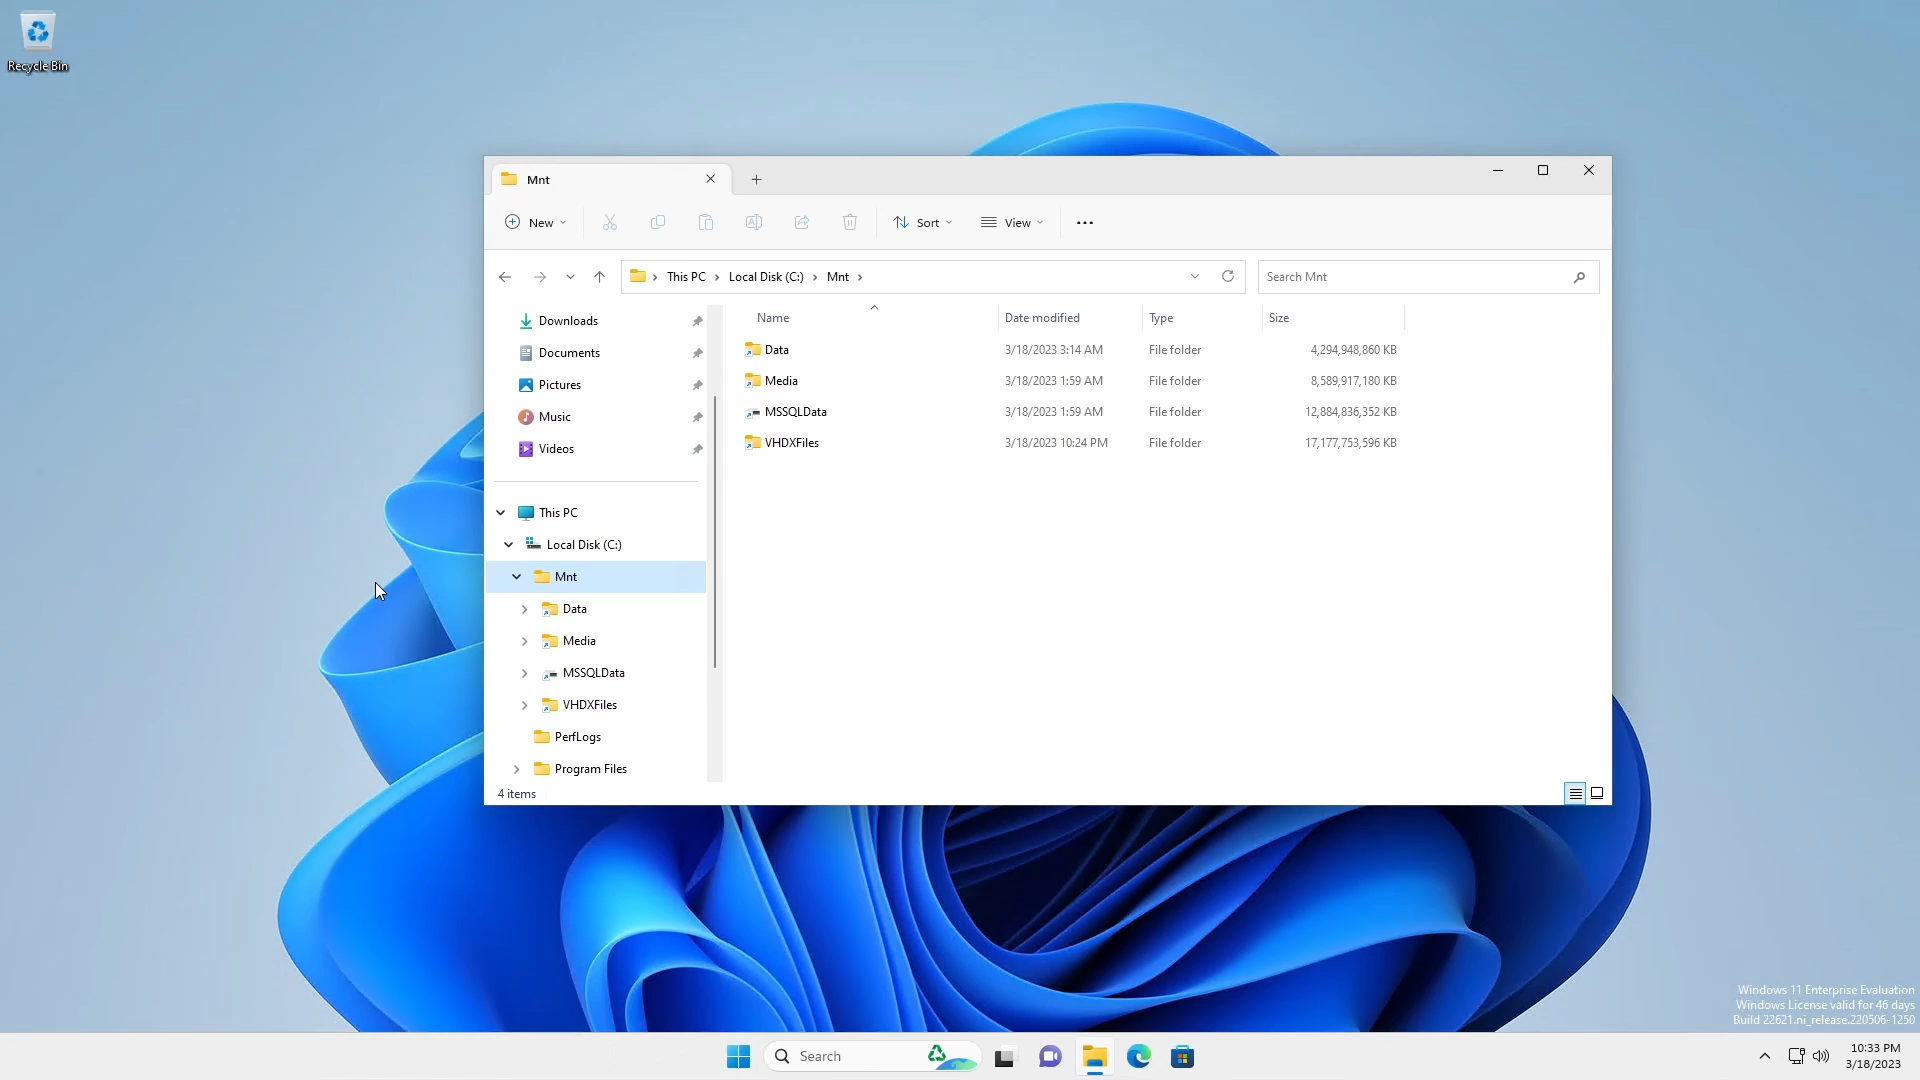 Recycle Bin
Mnt
New
Sort
View
This PC
Local Disk (C:)
Mnt
Search Mnt
Downloads
Documents
Pictures
Music
Videos
This PC
Local Disk (C:)
Mnt
Data
Media
MSSQLData
VHDXFiles
PerfLogs
Program Files
Name Date modified Type Size
Data 3/18/2023 3:14 AM File folder 4,294,948,860 KB
Media 3/18/2023 1:59 AM File folder 8,589,917,180 KB
MSSQLData 3/18/2023 1:59 AM File folder 12,884,836,352 KB
VHDXFiles 3/18/2023 10:24 PM File folder 17,177,753,596 KB
4 items
Windows 11 Enterprise Evaluation
Windows License valid for 46 days
Build 22621.ni_release.220506-1250
Search
10:33 PM
3/18/2023